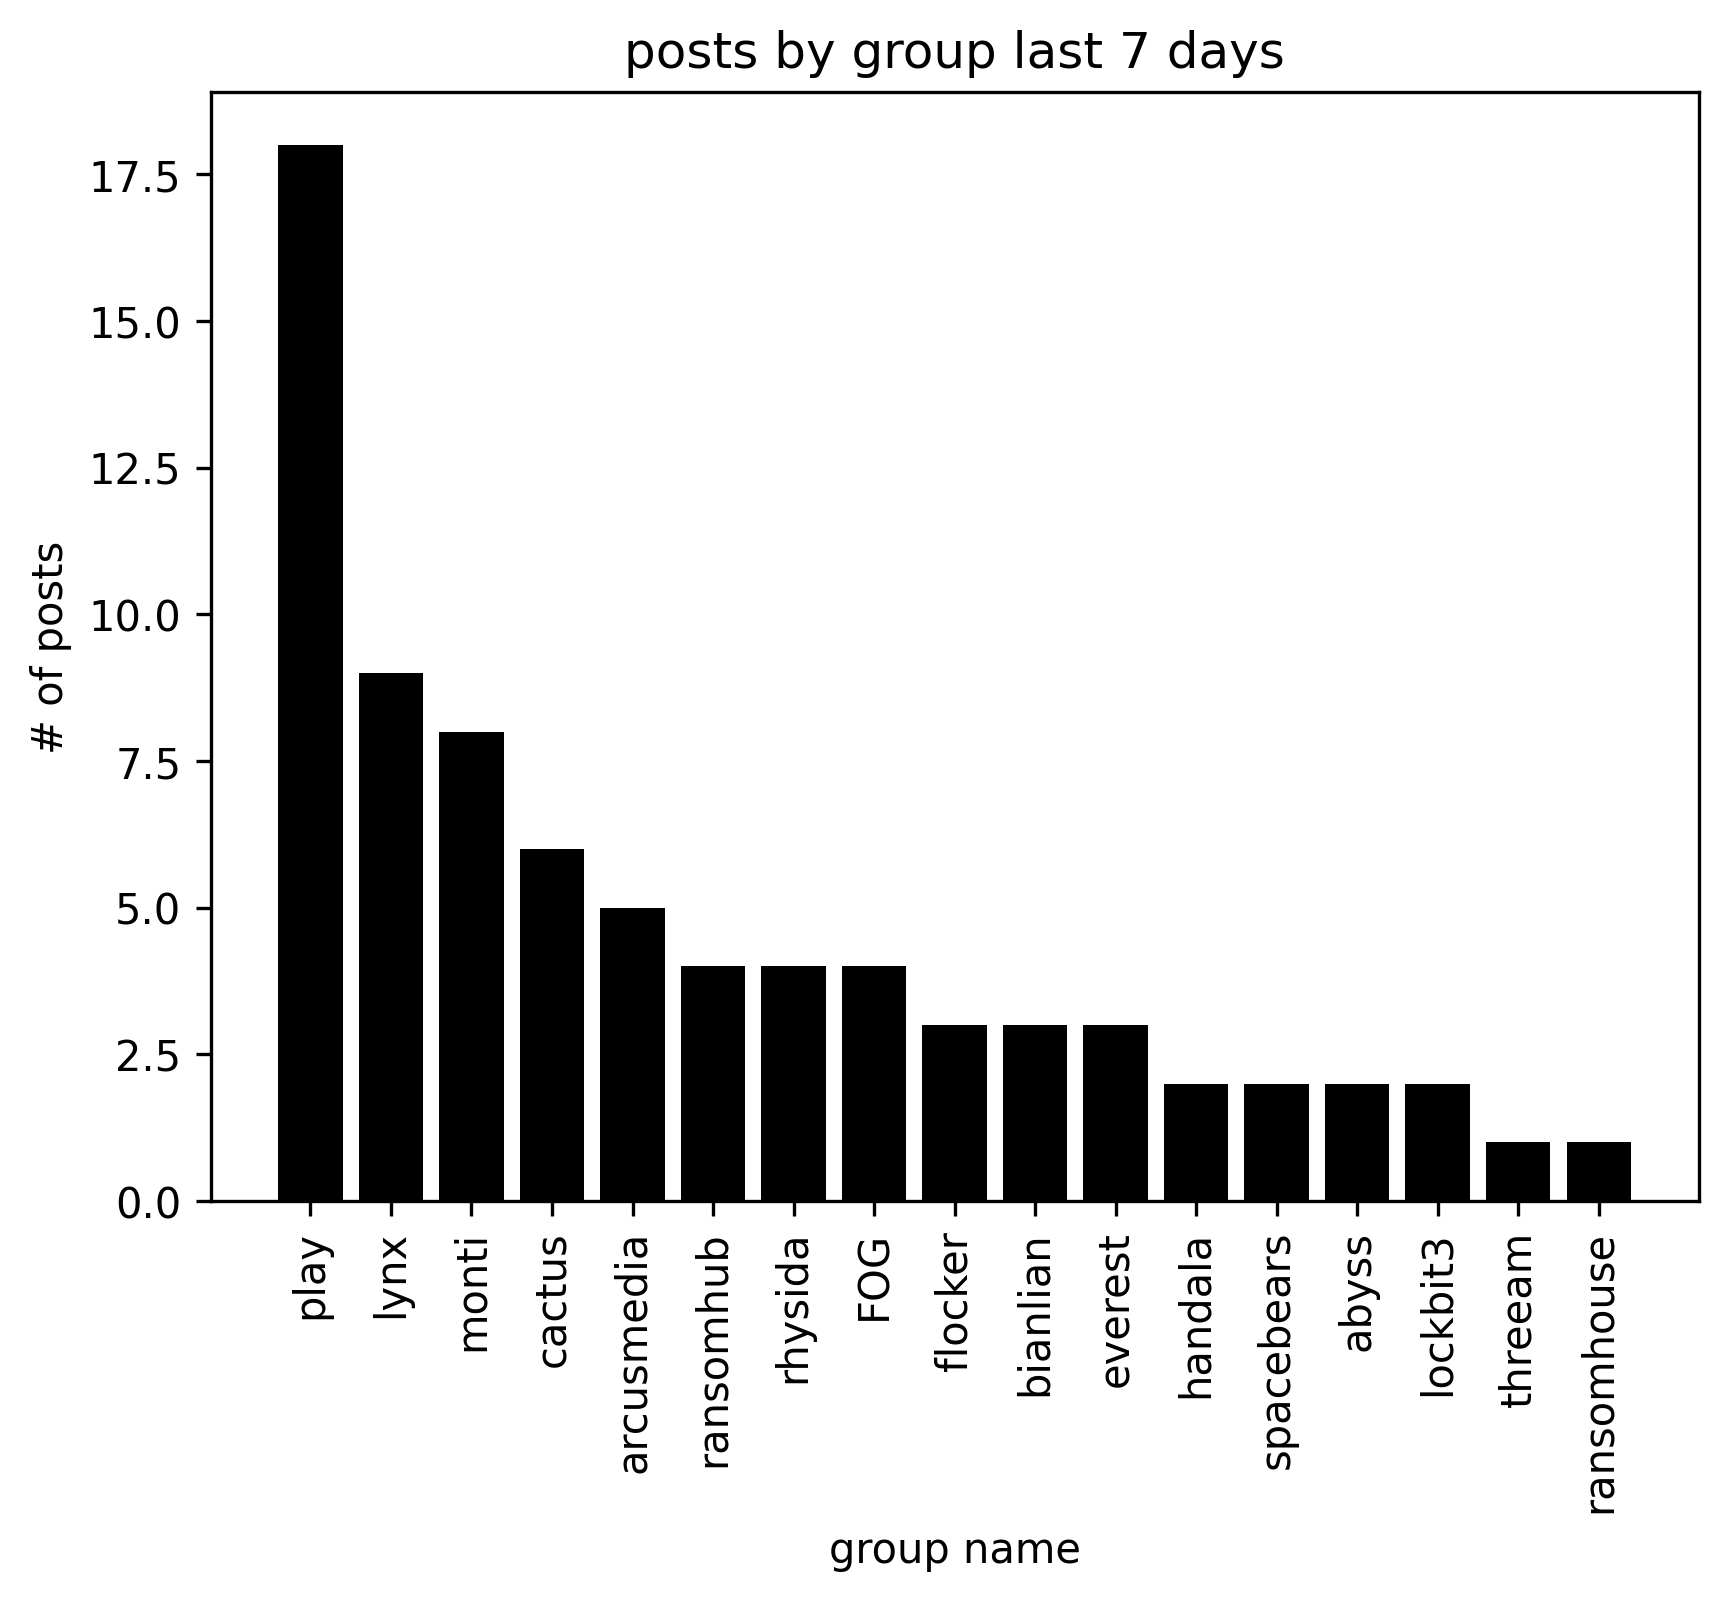 posts by group last 7 days
# of posts
17.5
15.0
12.5
10.0
7.5
5.0
2.5
0.0
play
lynx
monti
cactus
arcusmedia
ransomhub
rhysida
FOG
flocker
bianlian
everest
handala
spacebears
abyss
lockbit3
threeam
ransomhouse
group name